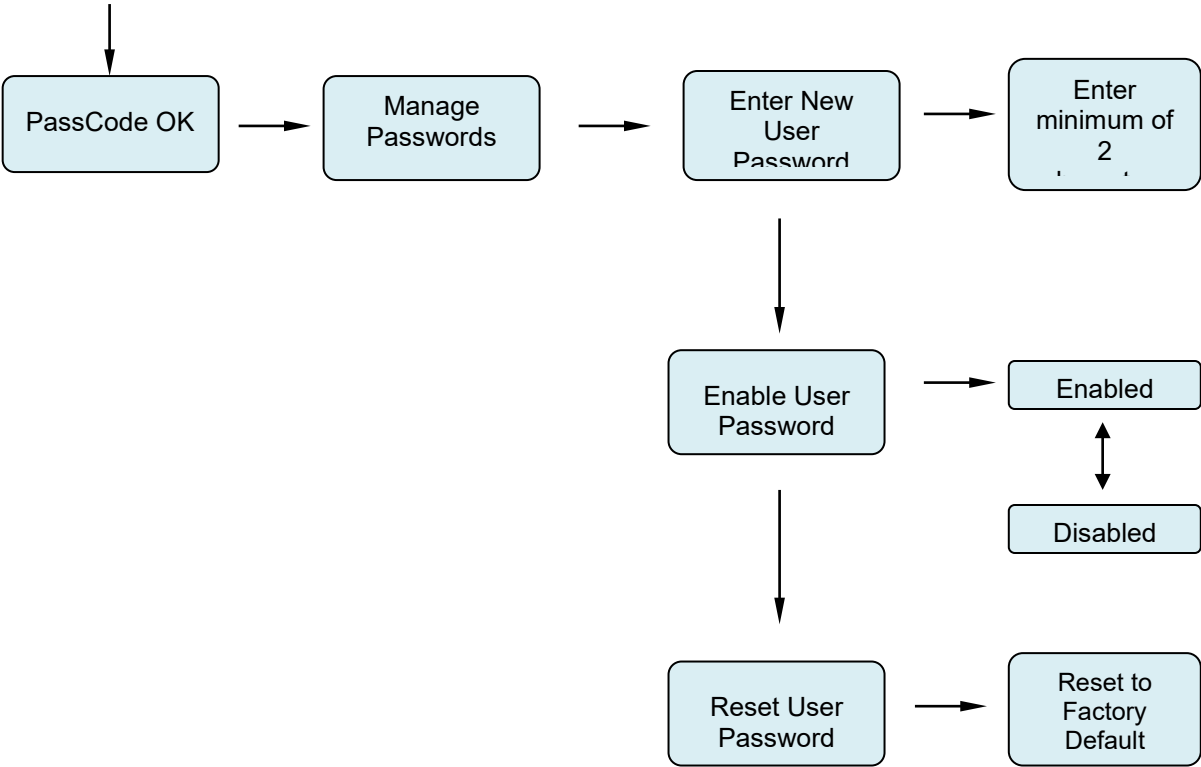 PassCode OK
Manage
Passwords
Enter New
User
Password
Enter
minimum of
2
Enable User
Password
Enabled
Disabled
Reset User
Password
Reset to
Factory
Default